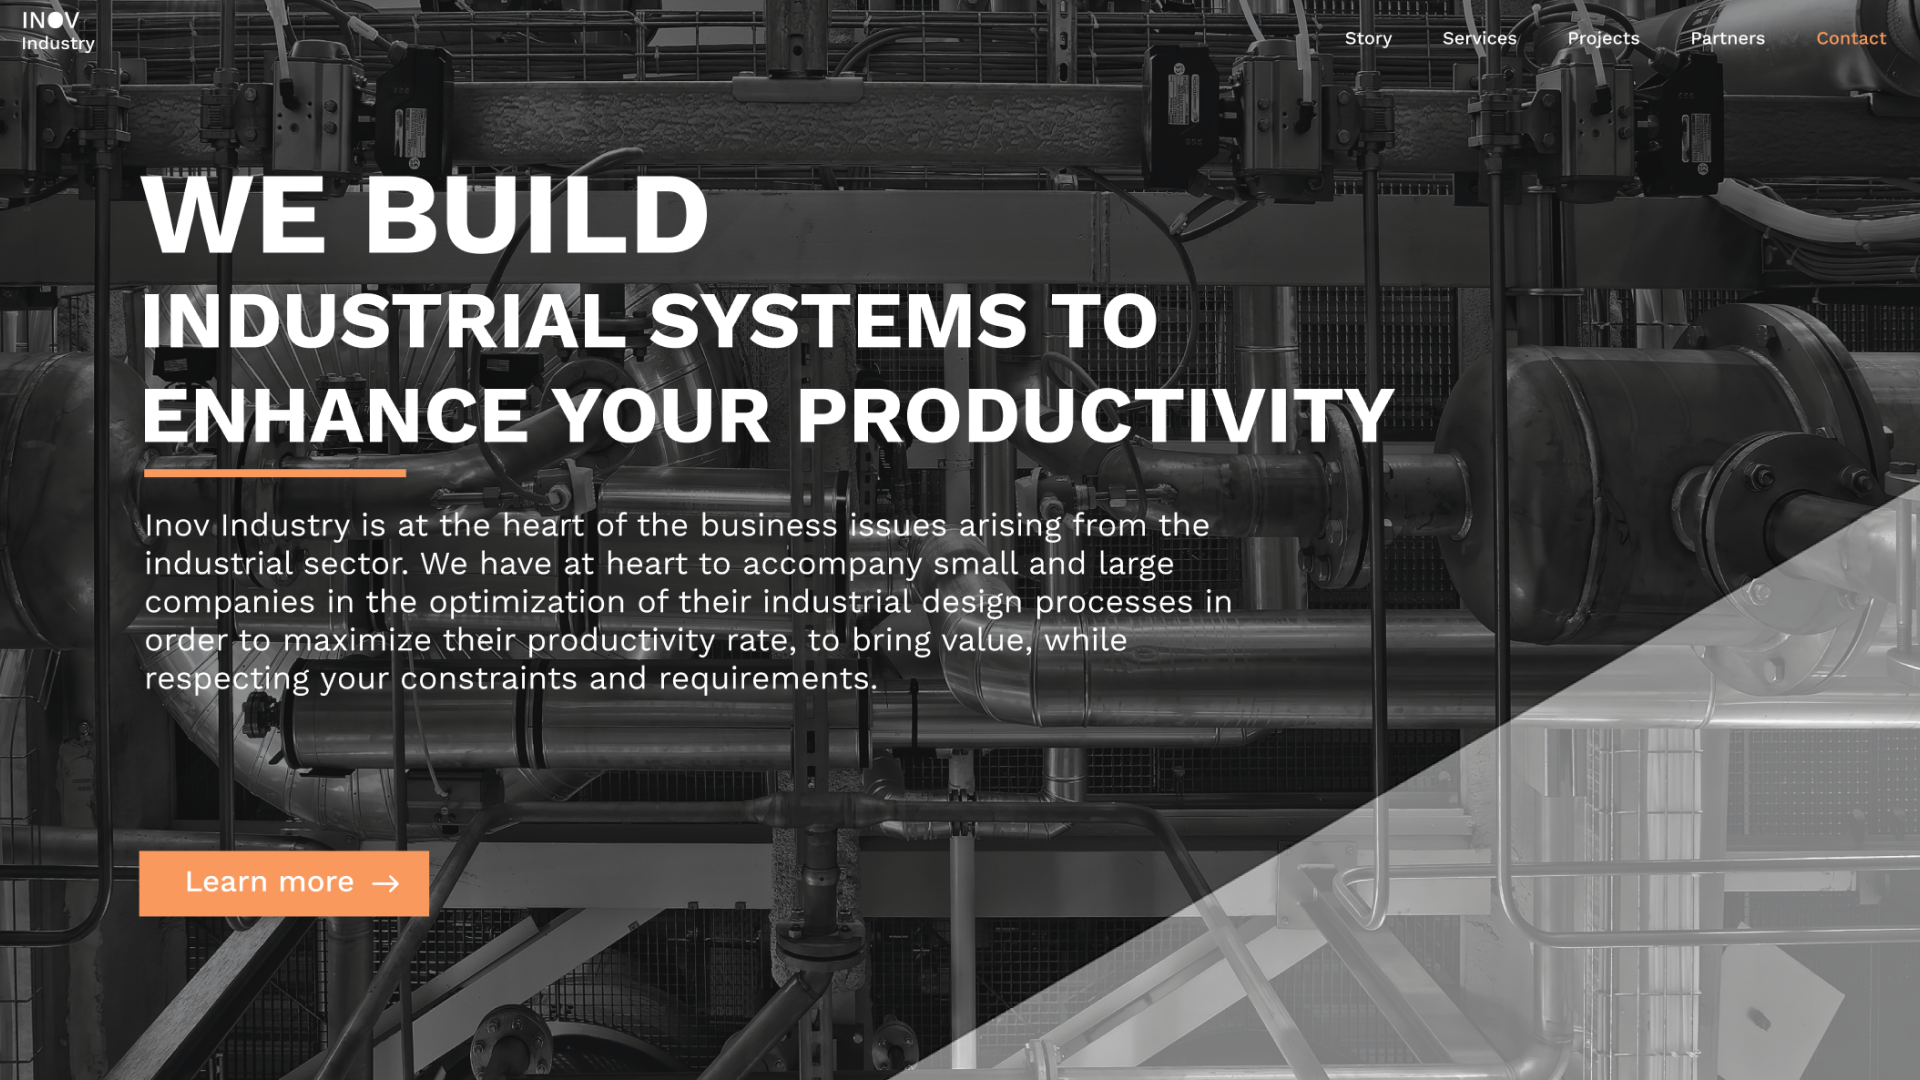 INOV
Industry
Story Services Projects Partners Contact
WE BUILD
INDUSTRIAL SYSTEMS TO
ENHANCE YOUR PRODUCTIVITY
Inov Industry is at the heart of the business issues arising from the
industrial sector. We have at heart to accompany small and large
companies in the optimization of their industrial design processes in
order to maximize their productivity rate, to bring value, while
respecting your constraints and requirements.
Learn more →